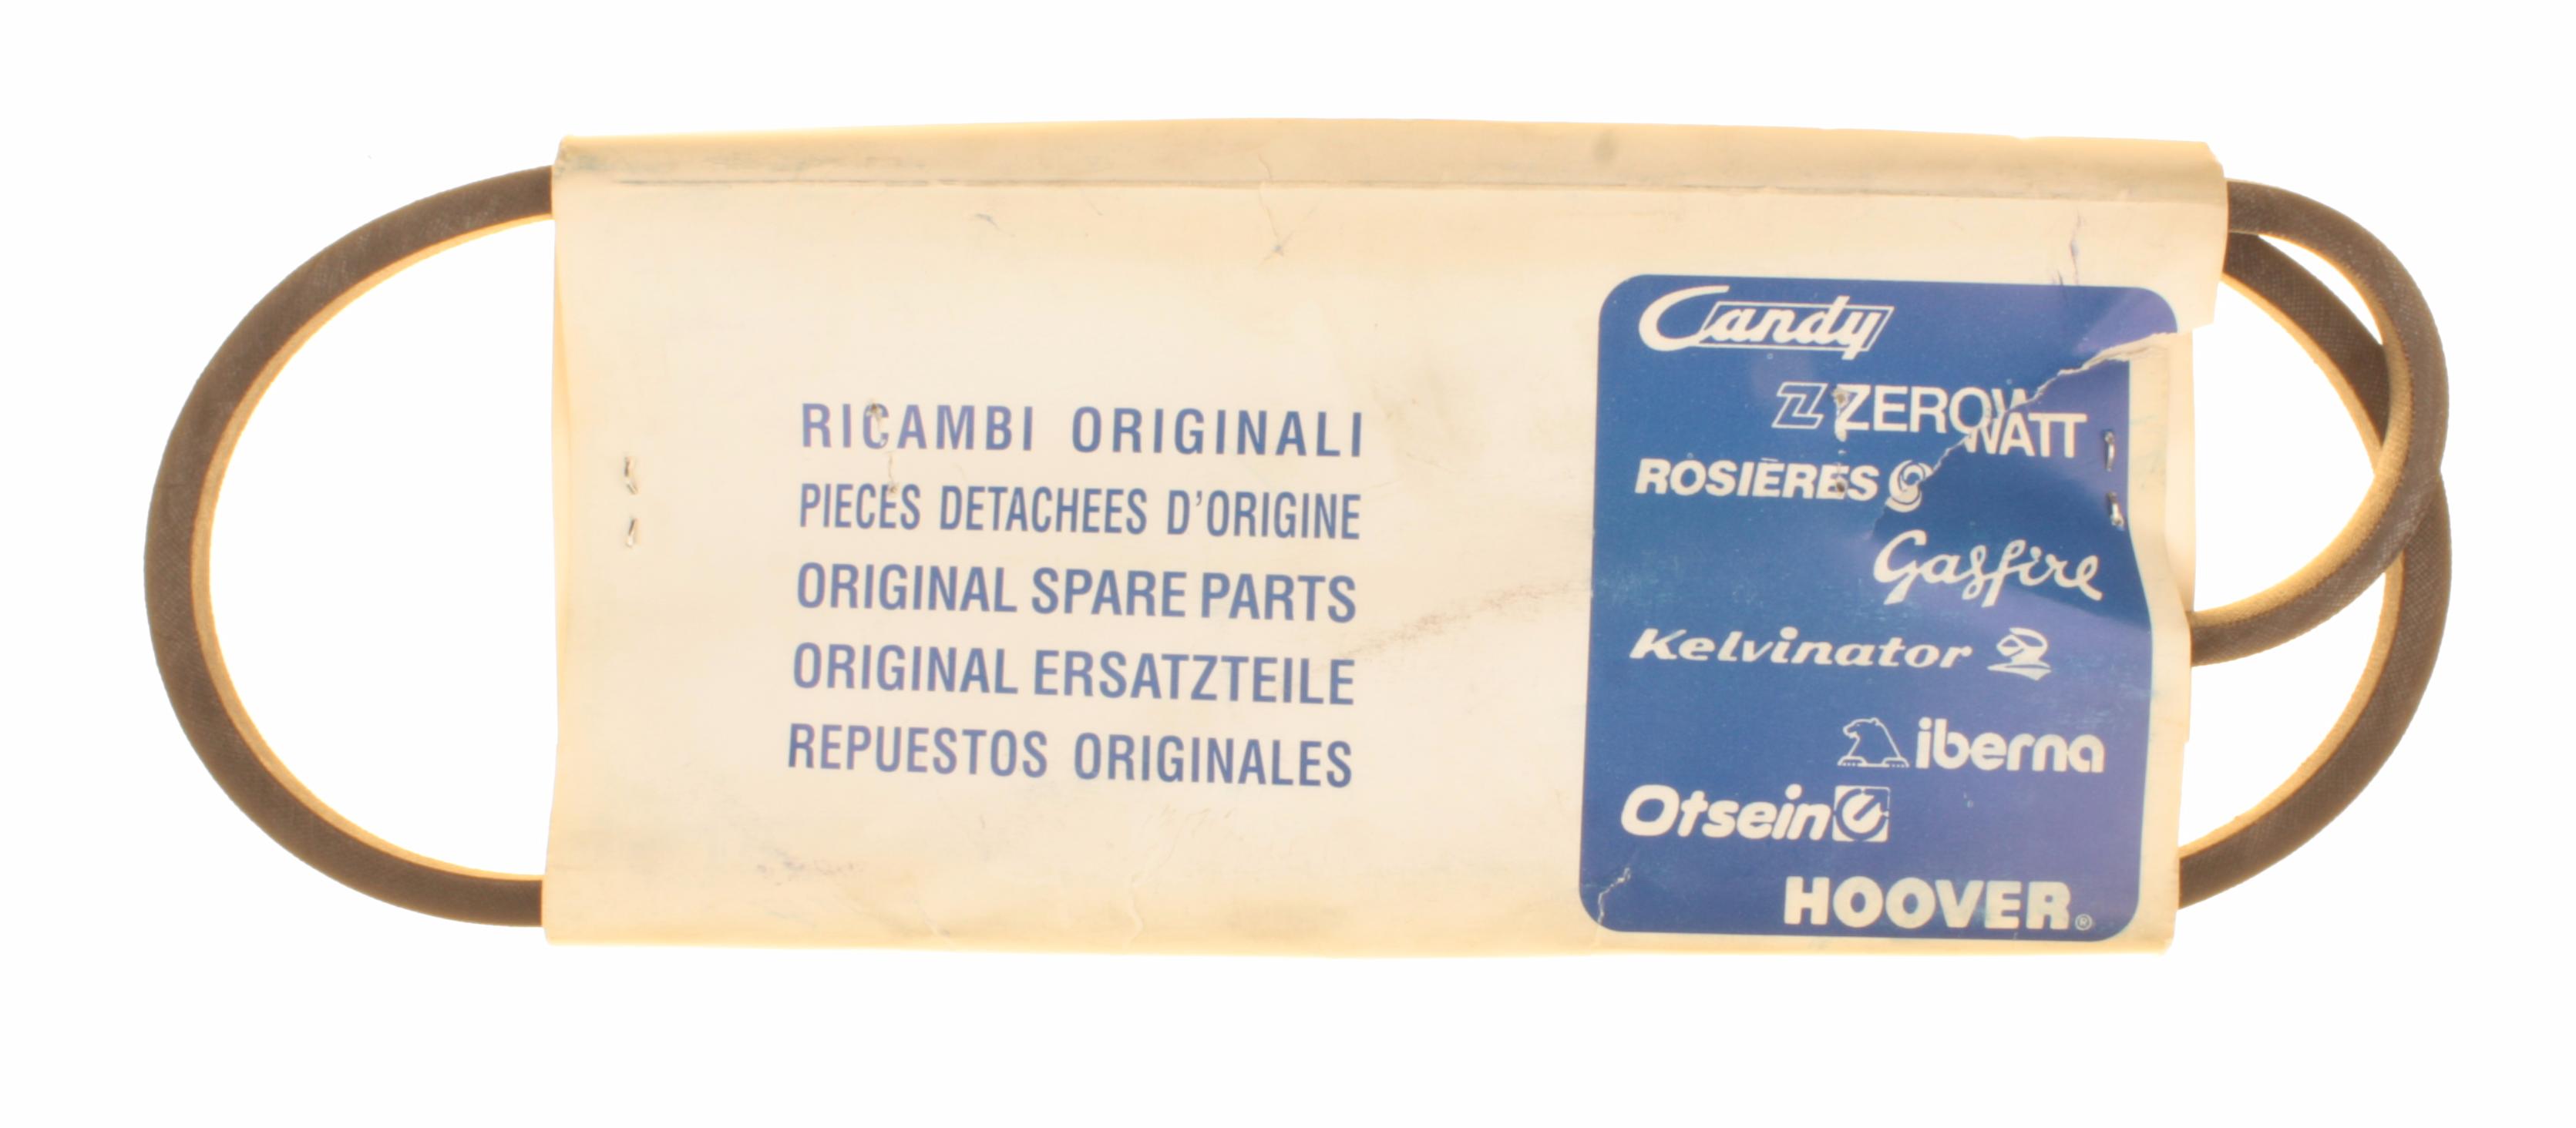 RICAMBI ORIGINALI
PIECES DETACHEES D'ORIGINE
ORIGINAL SPARE PARTS
ORIGINAL ERSATZTEILE
REPUESTOS ORIGINALES
Candy
ZEROWATT
ROSIÈRES
Gasfire
Kelvinator
iberna
Otsein
HOOVER®